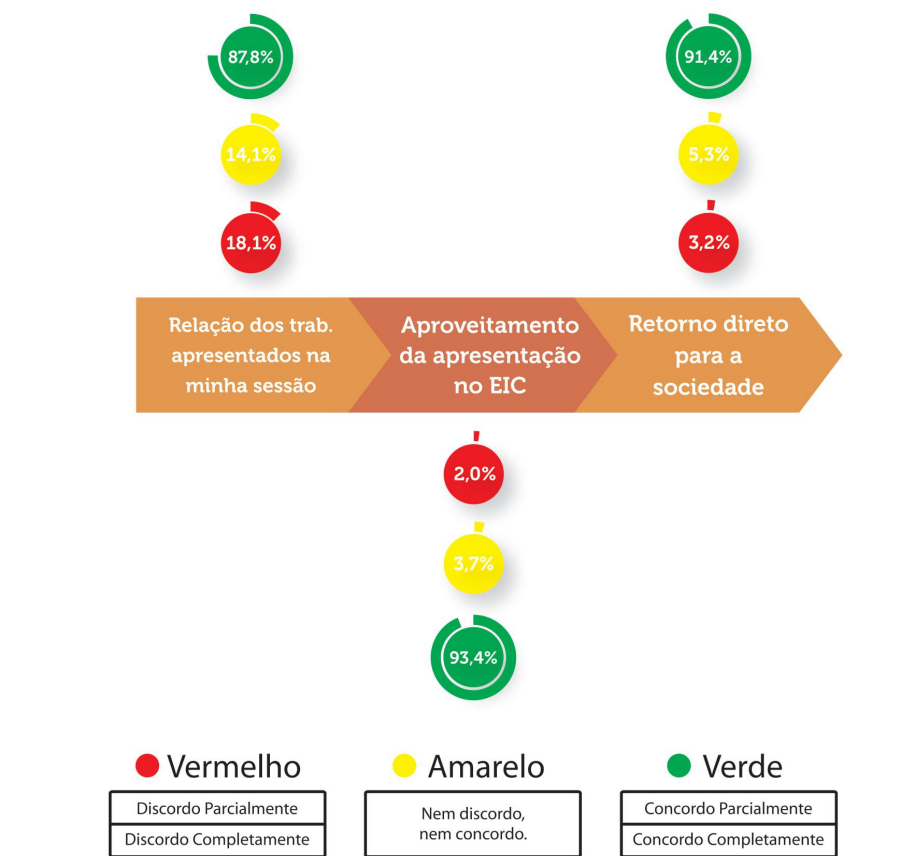 87,8%
14,1%
18,1%
91,4%
5,3%
3,2%
Relação dos trab.
apresentados na
minha sessão
Aproveitamento
da apresentação
no EIC
Retorno direto
para a
sociedade
2,0%
3,7%
93,4%
Vermelho
Discordo Parcialmente
Discordo Completamente
Amarelo
Nem discordo,
nem concordo.
Verde
Concordo Parcialmente
Concordo Completamente